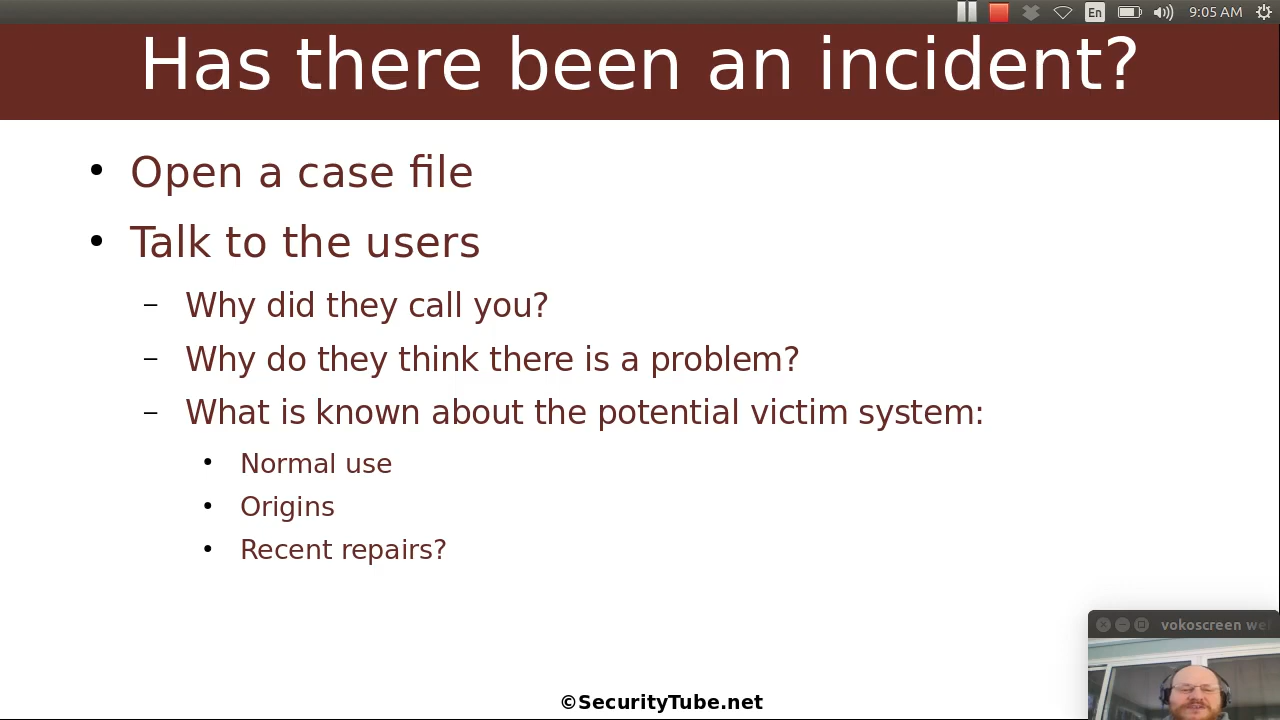 En 9:05 AM
Has there been an incident?
• Open a case file
• Talk to the users
– Why did they call you?
– Why do they think there is a problem?
– What is known about the potential victim system:
• Normal use
• Origins
• Recent repairs?
vokoscreen we
©SecurityTube.net